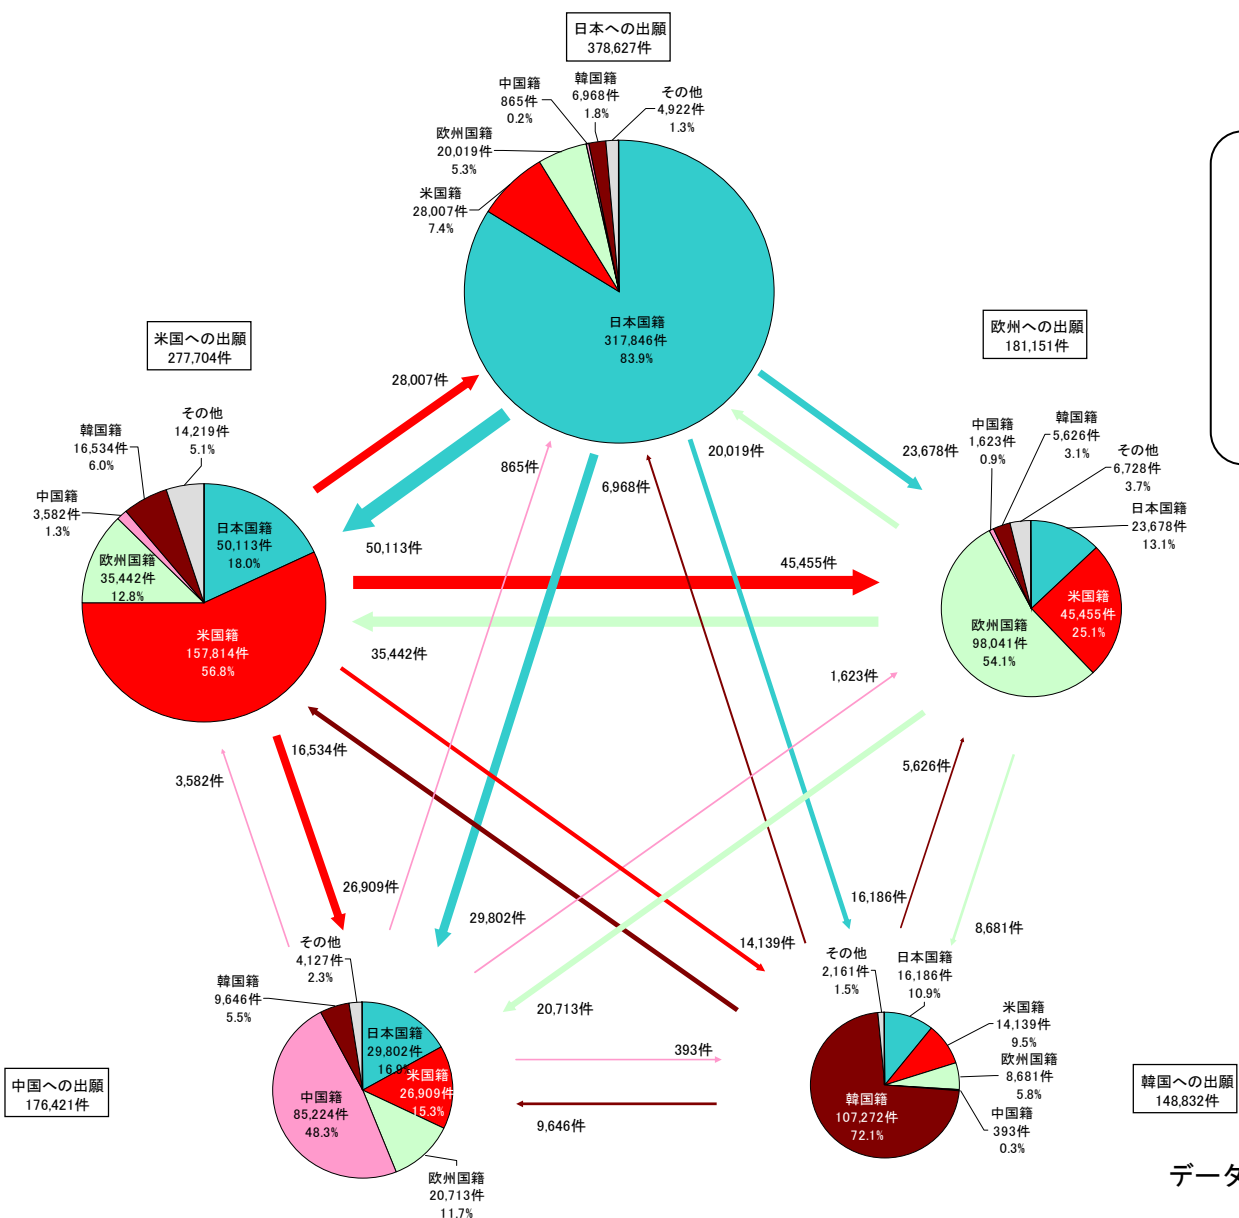 日本への出願
378,627件
中国籍
865件
0.2%
韓国籍
6,968件
1.8%
その他
4,922件
1.3%
欧州国籍
20,019件
5.3%
米国籍
28,007件
7.4%
日本国籍
317,846件
83.9%
米国への出願
277,704件
欧州への出願
181,151件
28,007件
その他
14,219件
5.1%
韓国籍
16,534件
6.0%
中国籍
3,582件
1.3%
日本国籍
50,113件
18.0%
欧州国籍
35,442件
12.8%
米国籍
157,814件
56.8%
865件
6,968件
20,019件
23,678件
中国籍
1,623件
0.9%
韓国籍
5,626件
3.1%
その他
6,728件
3.7%
日本国籍
23,678件
13.1%
米国籍
45,455件
25.1%
欧州国籍
98,041件
54.1%
50,113件
45,455件
35,442件
1,623件
16,534件
3,582件
5,626件
26,909件
29,802件
14,139件
16,186件
8,681件
20,713件
393件
9,646件
その他
4,127件
2.3%
韓国籍
9,646件
5.5%
日本国籍
29,802件
16.9%
米国籍
26,909件
15.3%
中国籍
85,224件
48.3%
欧州国籍
20,713件
11.7%
中国への出願
176,421件
その他
2,161件
1.5%
日本国籍
16,186件
10.9%
米国籍
14,139件
9.5%
欧州国籍
8,681件
5.8%
中国籍
393件
0.3%
韓国籍
107,272件
72.1%
韓国への出願
148,832件
データ